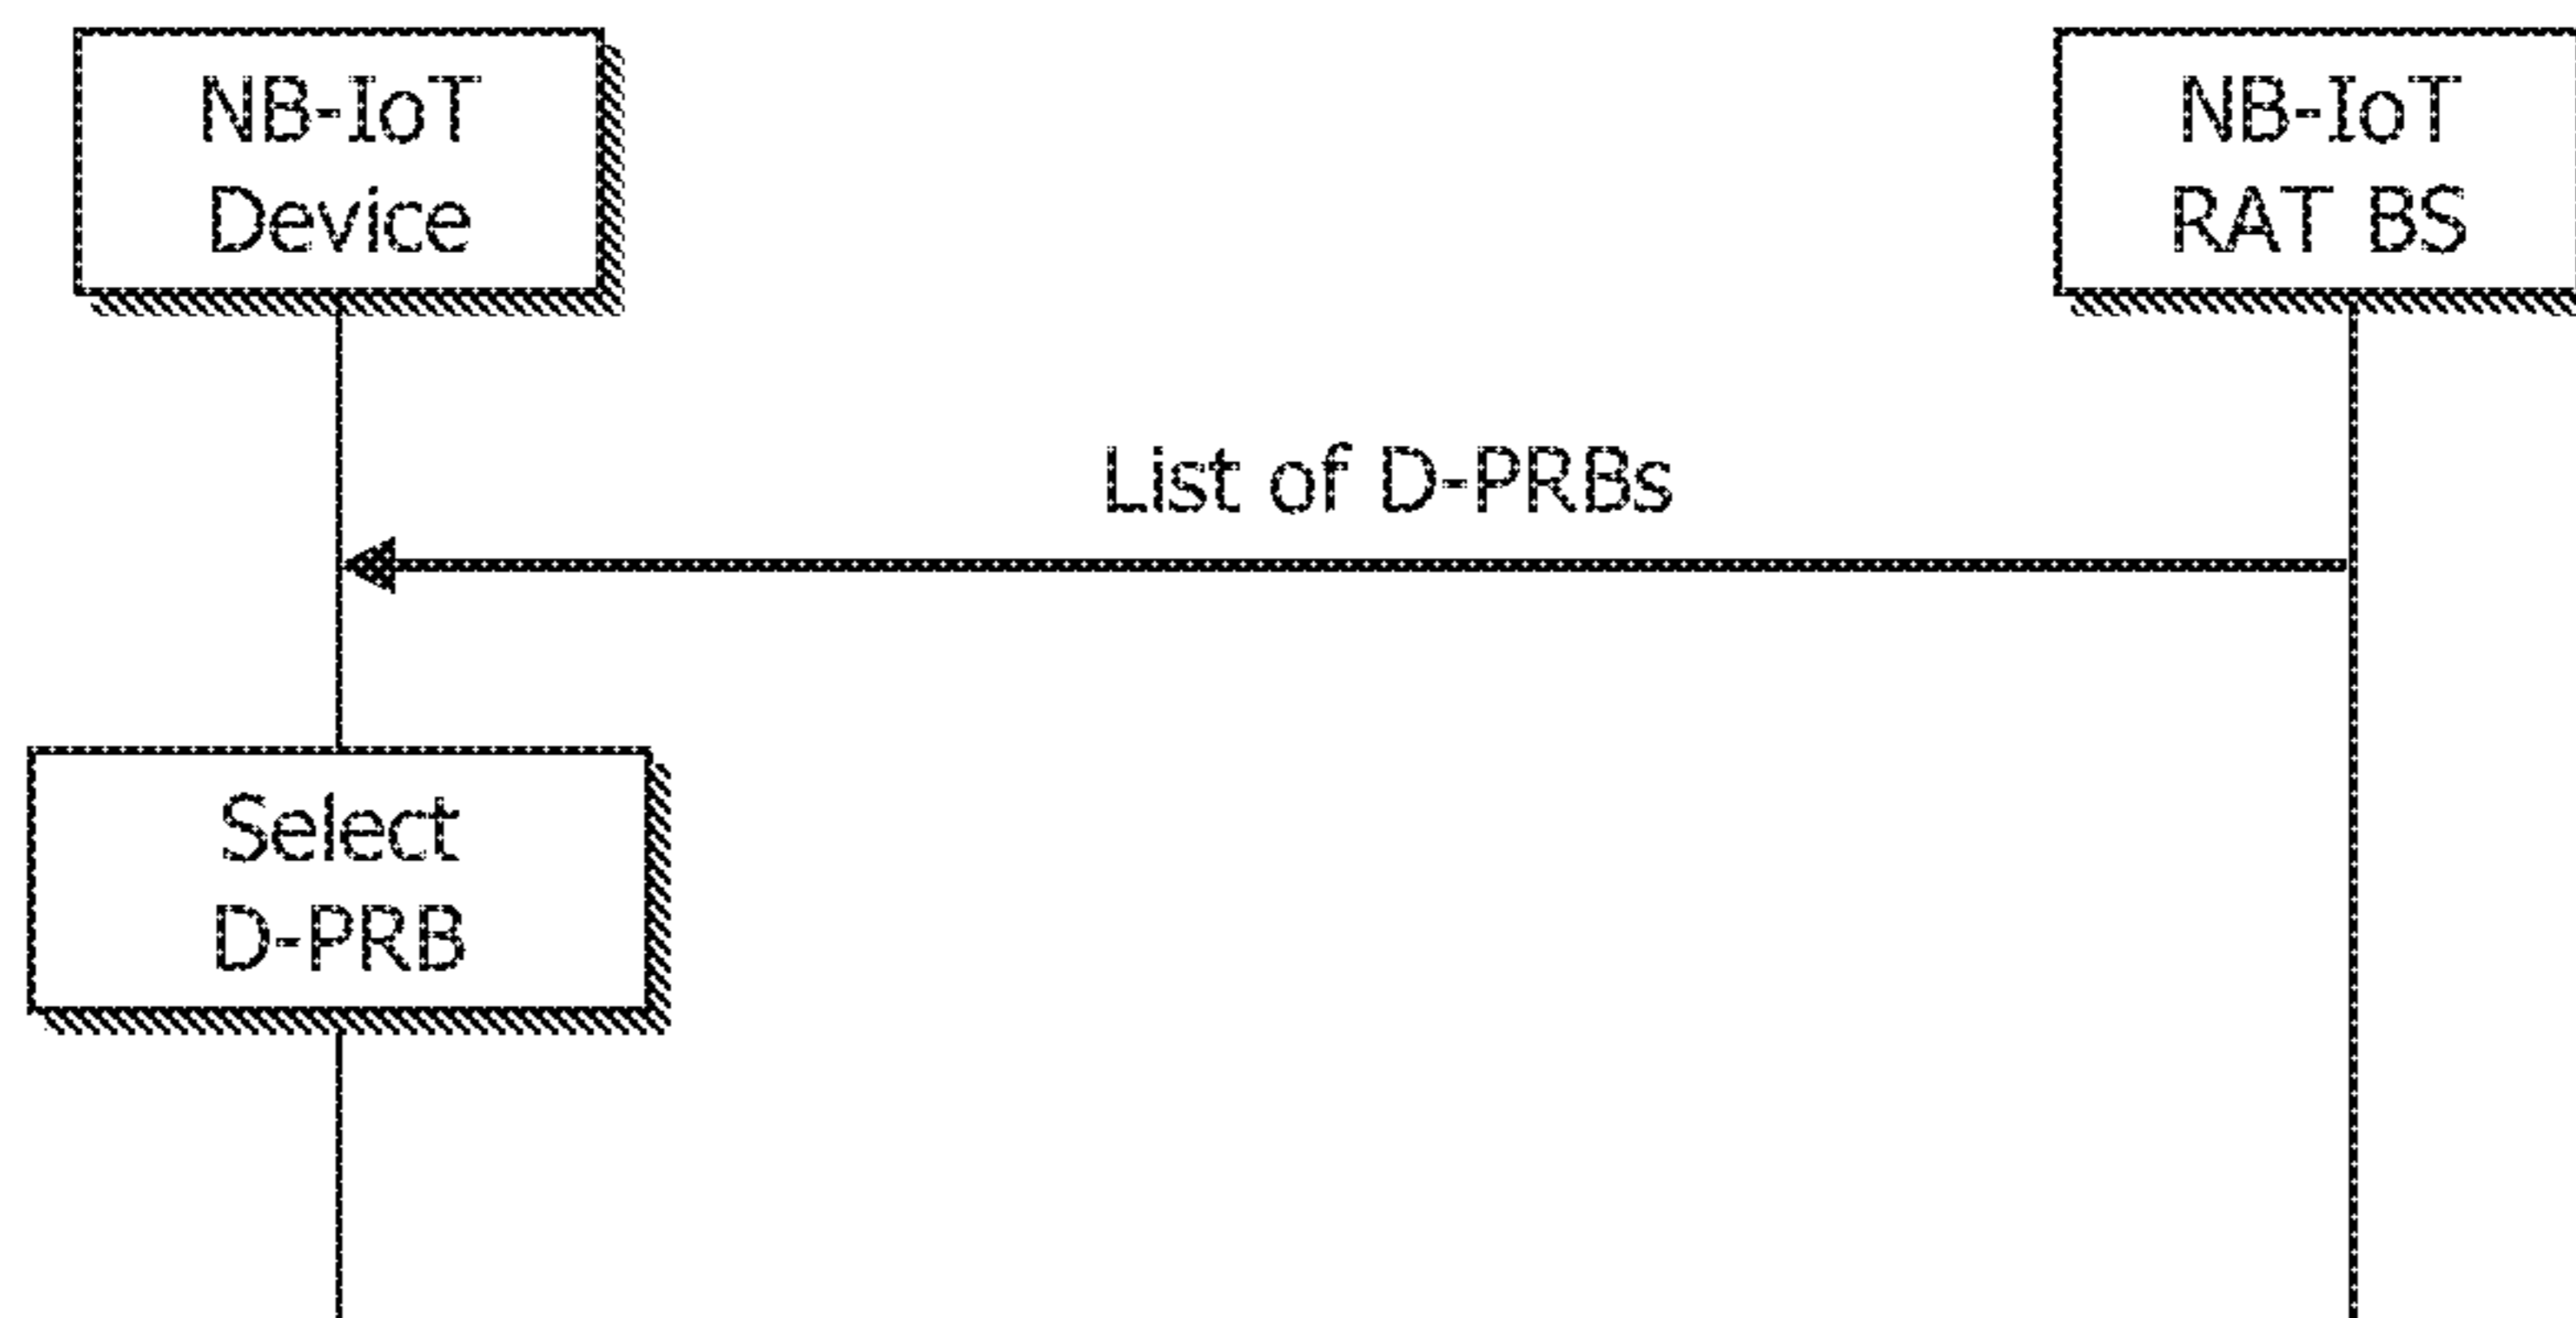 NB-IoT
Device
NB-IoT
RAT BS
List of D-PRBs
Select
D-PRB